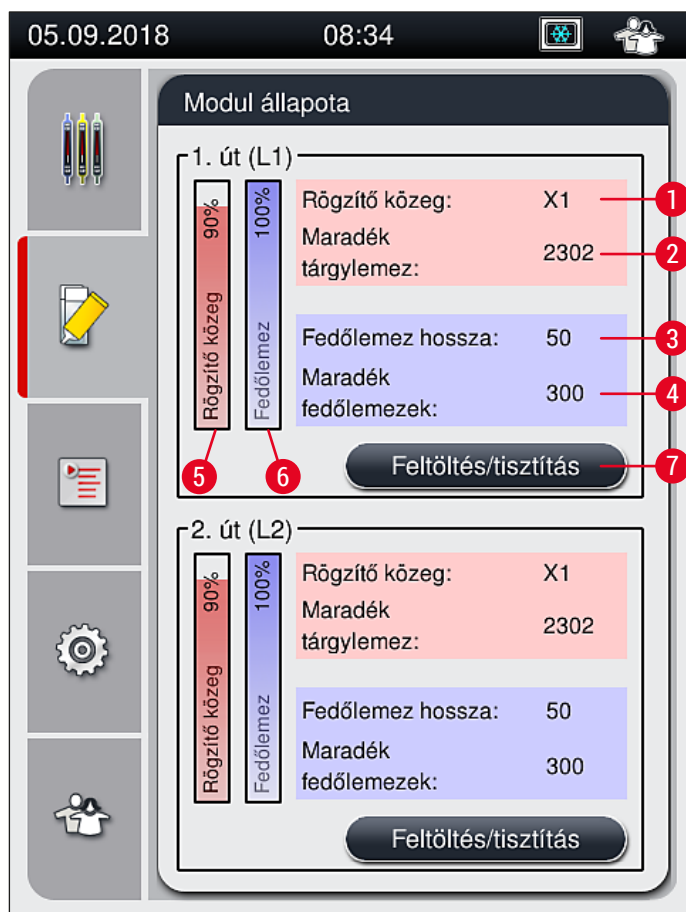 05.09.2018 08:34
Modul állapota
1. út (L1)
90%
Rögzítő közeg
100%
Fedőlemez
Rögzítő közeg: X1
Maradék
tárgylemez: 2302
Fedőlemez hossza: 50
Maradék
fedőlemezek: 300
Feltöltés/tisztítás
1
2
3
4
5
6
7
2. út (L2)
90%
Rögzítő közeg
100%
Fedőlemez
Rögzítő közeg: X1
Maradék
tárgylemez: 2302
Fedőlemez hossza: 50
Maradék
fedőlemezek: 300
Feltöltés/tisztítás